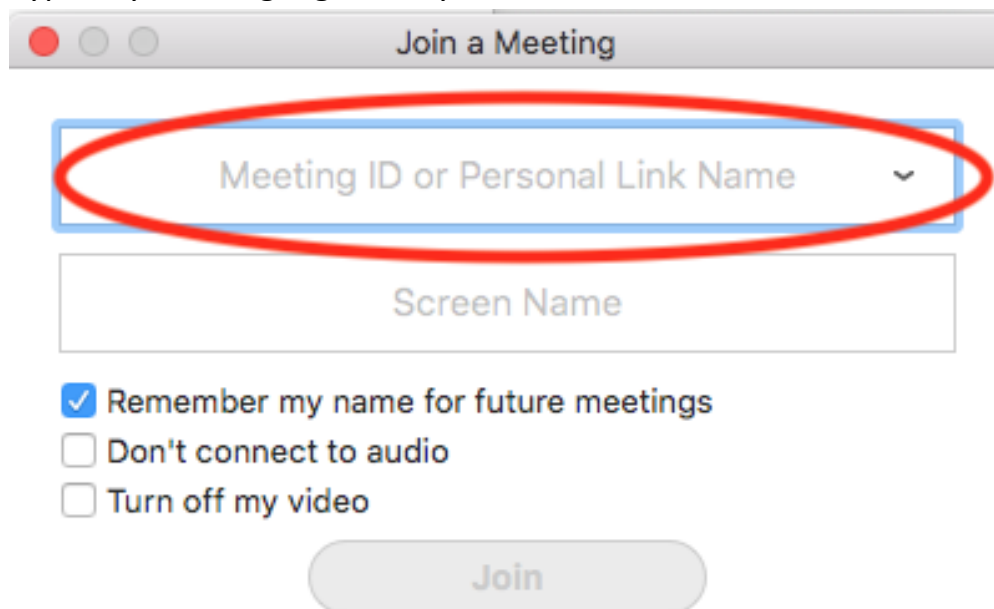 Join a Meeting
Meeting ID or Personal Link Name
Screen Name
Remember my name for future meetings
Don't connect to audio
Turn off my video
Join